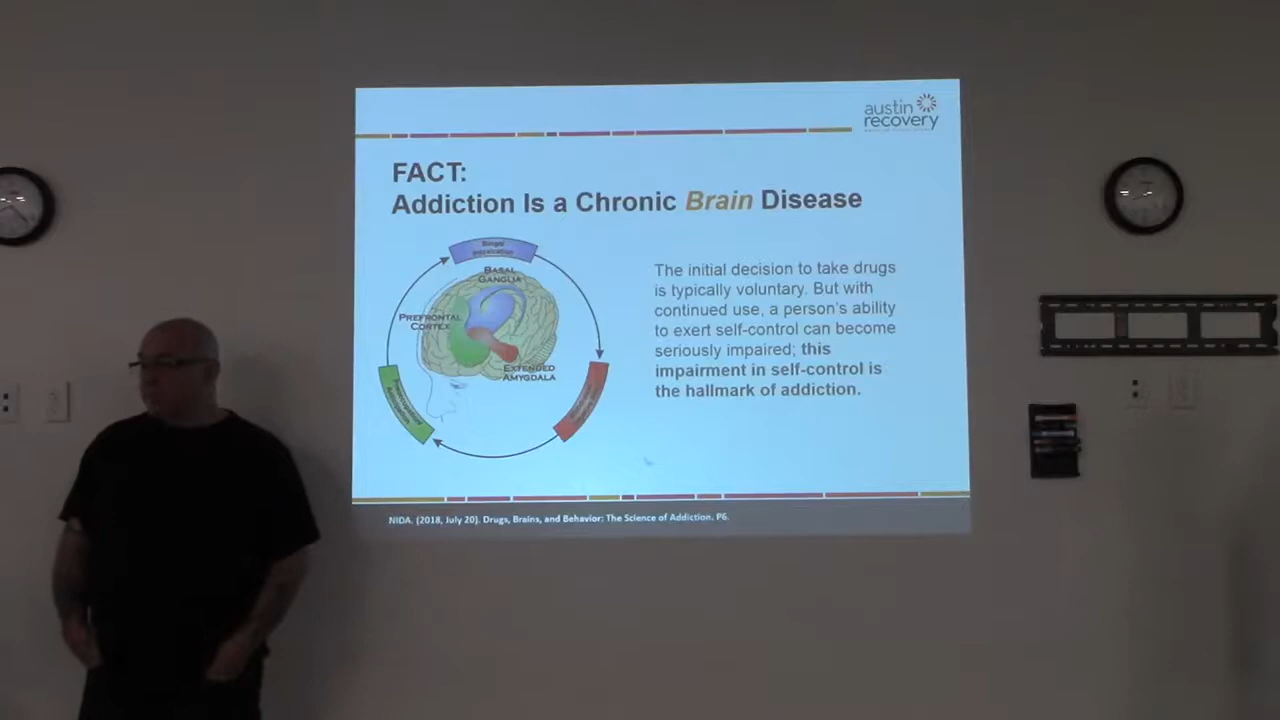 austin
recovery
FACT:
Addiction Is a Chronic Brain Disease
Binge/
Intoxication
BASAL
GANGLIA
PREFRONTAL
CORTEX
EXTENDED
AMYGDALA
The initial decision to take drugs
is typically voluntary. But with
continued use, a person's ability
to exert self-control can become
seriously impaired; this
impairment in self-control is
the hallmark of addiction.
NIDA. (2018, July 20). Drugs, Brains, and Behavior: The Science of Addiction. P6.